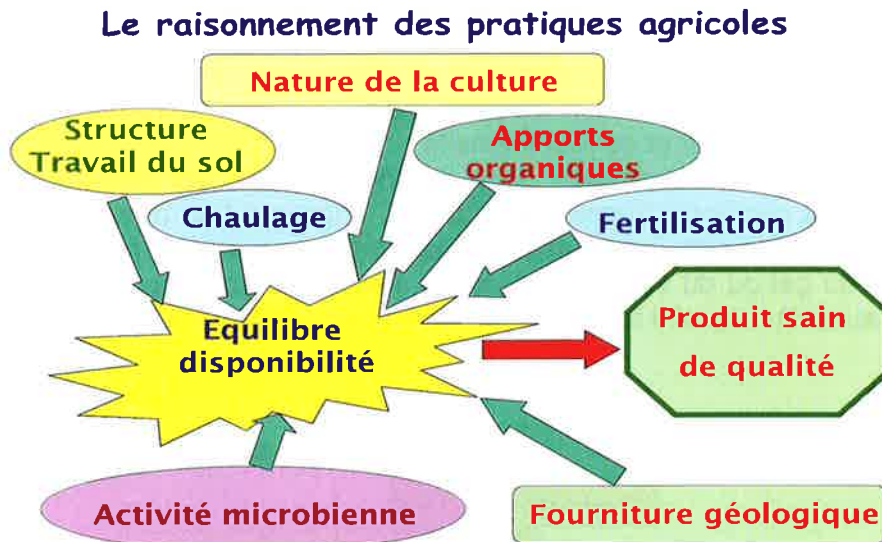 Le raisonnement des pratiques agricoles
Nature de la culture
Structure
Travail du sol
Apports
organiques
Chaulage
Fertilisation
Equilibre
disponibilité
Produit sain
de qualité
Activité microbienne
Fourniture géologique